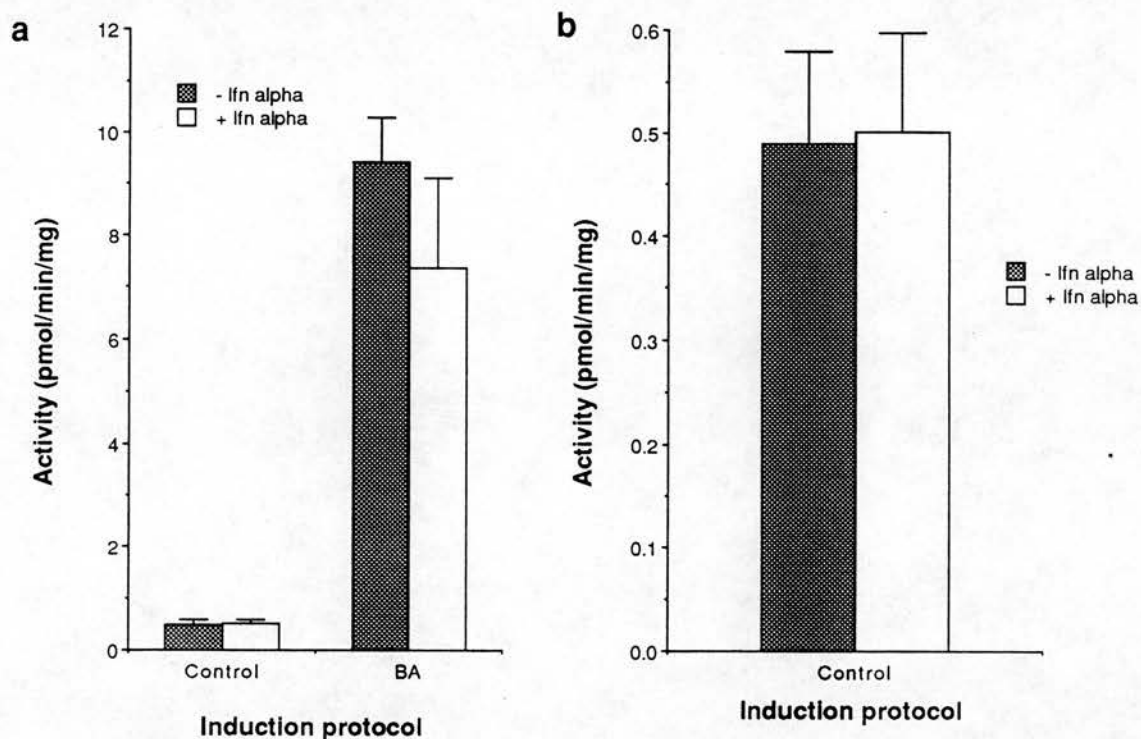 a
12
10
8
6
4
2
0
- Ifn alpha
+ Ifn alpha
Activity (pmol/min/mg)
Control
BA
Induction protocol
b
0.6
0.5
0.4
0.3
0.2
0.1
0.0
- Ifn alpha
+ Ifn alpha
Activity (pmol/min/mg)
Control
Induction protocol